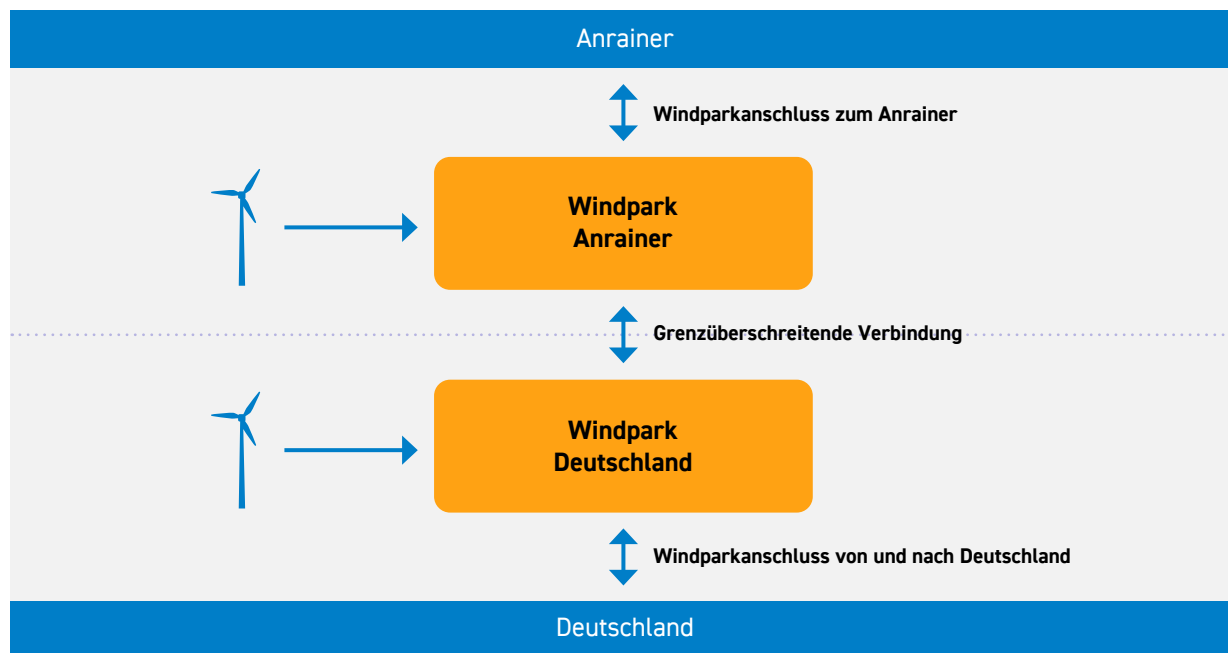 Anrainer
Windparkanschluss zum Anrainer
Windpark
Anrainer
Grenzüberschreitende Verbindung
Windpark
Deutschland
Windparkanschluss von und nach Deutschland
Deutschland